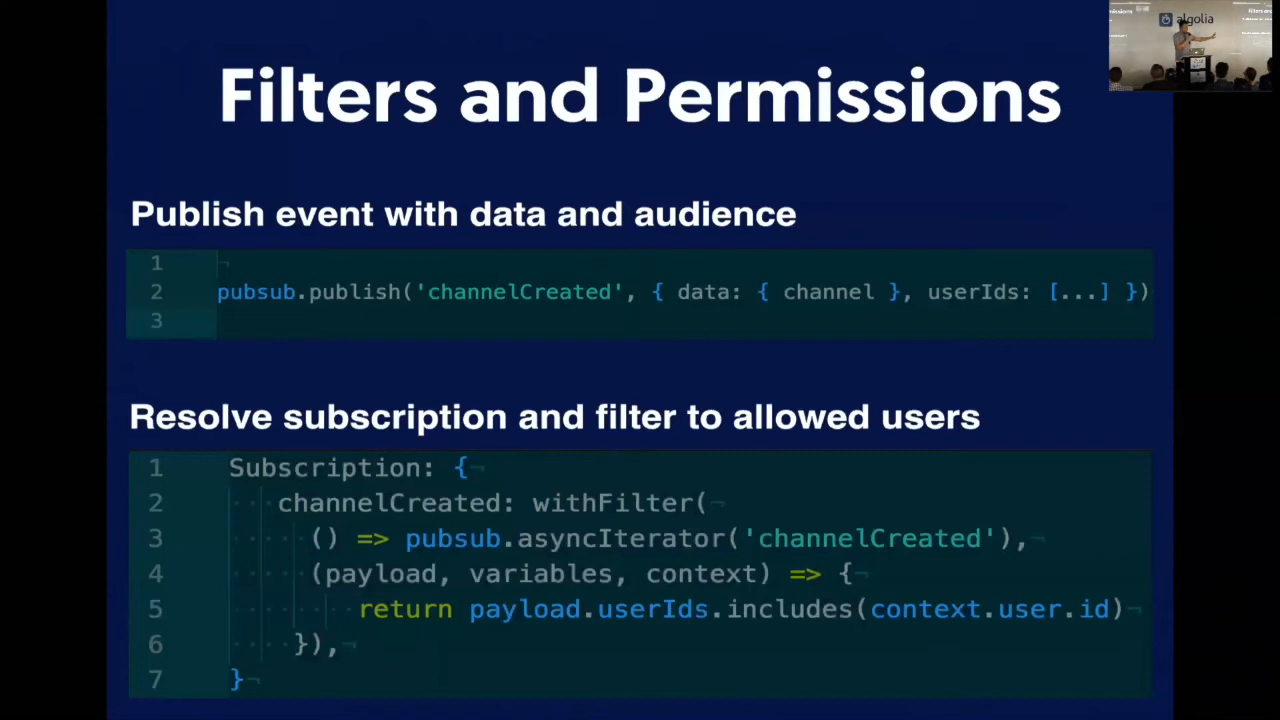 algolia
Filters and Permissions
Publish event with data and audience
1 ¬
2 pubsub.publish('channelCreated', { data: { channel }, userIds: [...] })
3
Resolve subscription and filter to allowed users
1 Subscription: {¬
2 channelCreated: withFilter(¬
3 () => pubsub.asyncIterator('channelCreated'),¬
4 (payload, variables, context) => {¬
5 return payload.userIds.includes(context.user.id)¬
6 }),¬
7 }¬